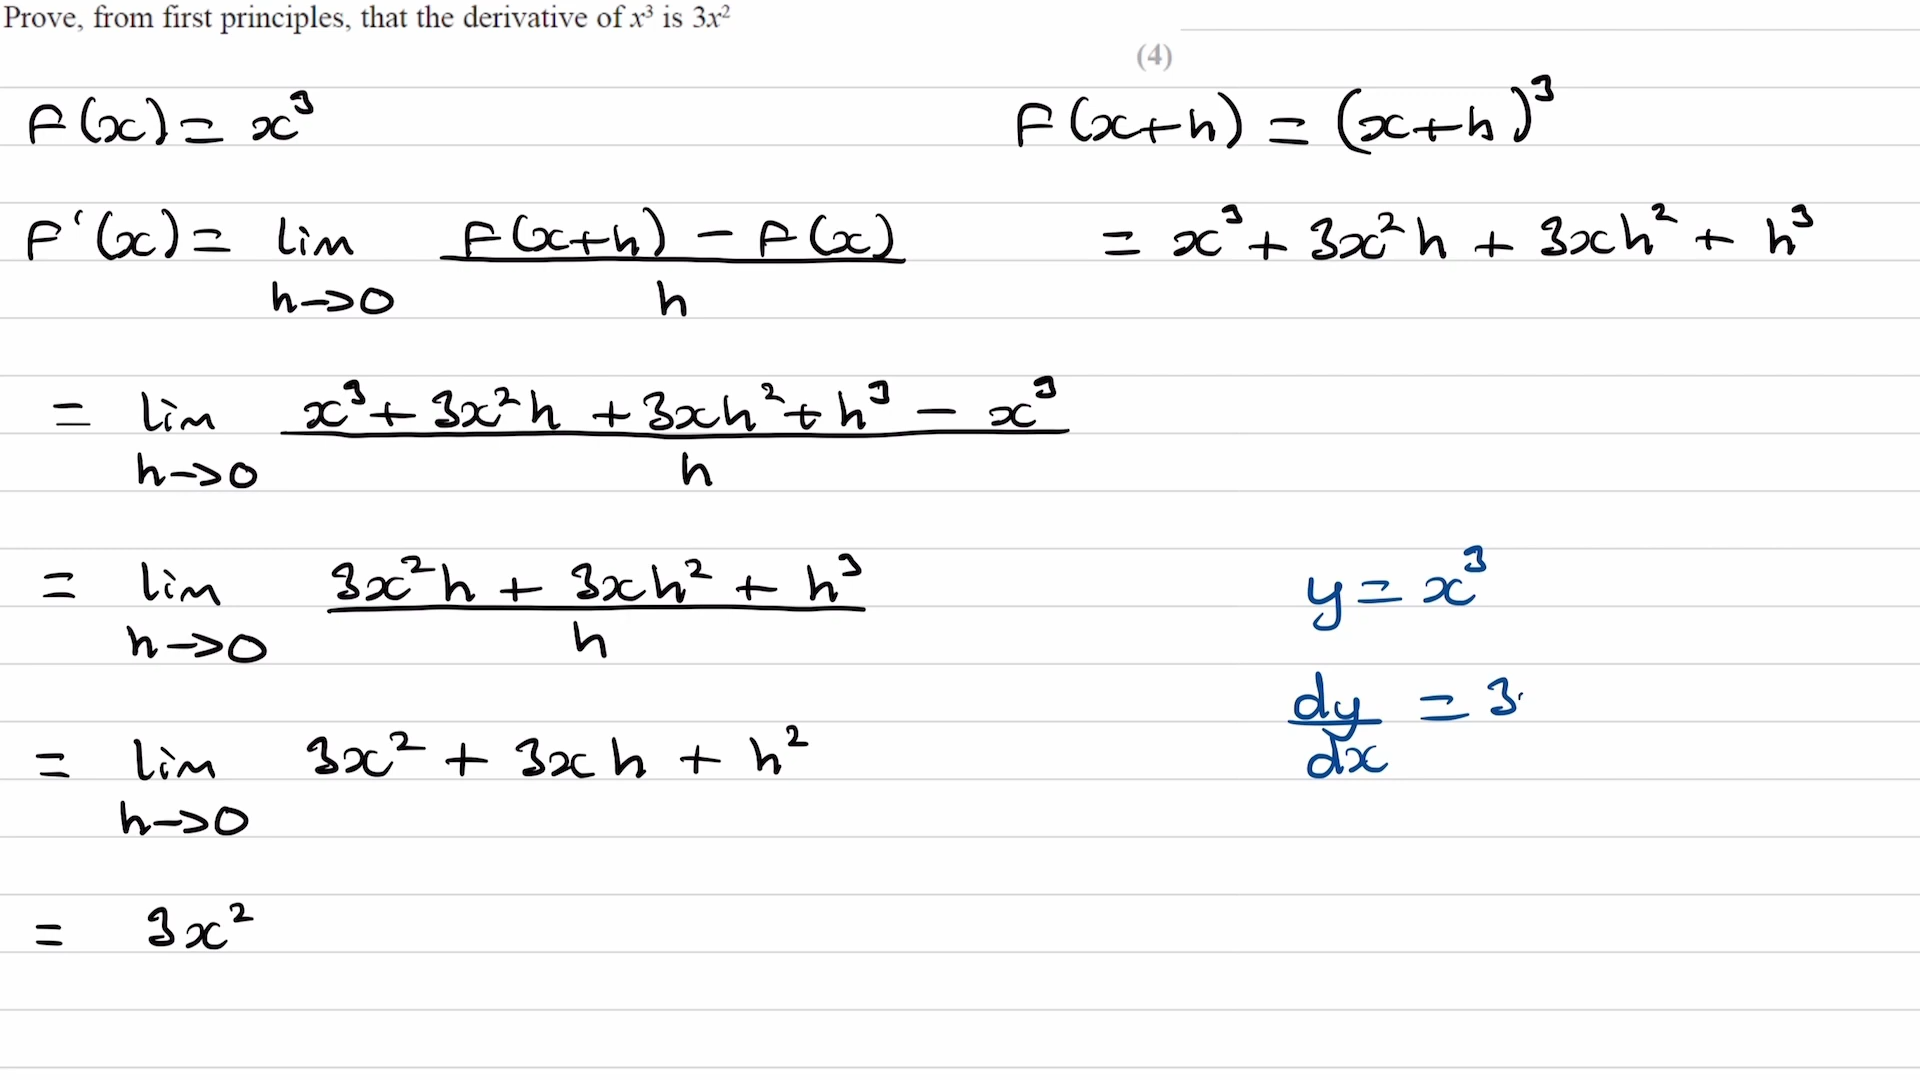 Prove, from first principles, that the derivative of x³ is 3x²
(4)
F(x) = x³
F(x+h) = (x+h)³
F'(x) = lim h→0 F(x+h) − F(x) / h
= x³ + 3x²h + 3xh² + h³
= lim h→0 x³ + 3x²h + 3xh² + h³ − x³ / h
= lim h→0 3x²h + 3xh² + h³ / h
= lim h→0 3x² + 3xh + h²
= 3x²
y = x³
dy/dx = 3